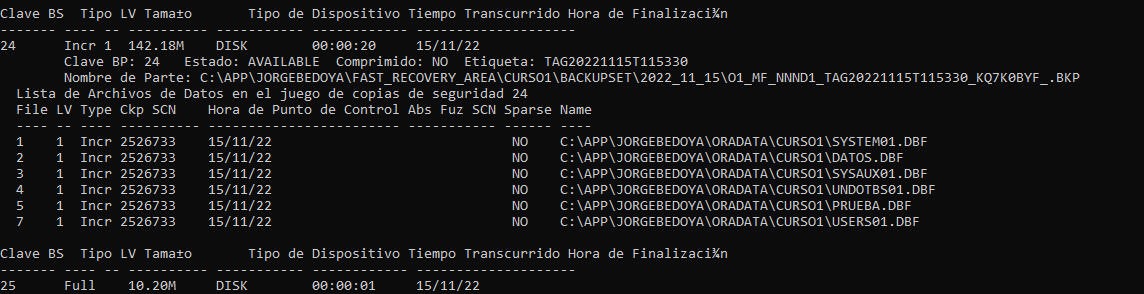 Clave BS  Tipo LV Tama±o       Tipo de Dispositivo Tiempo Transcurrido Hora de Finalizaci¾n
------- ---- -- ---------- ----------- ------------ --------------------
24      Incr 1  142.18M    DISK        00:00:20     15/11/22
        Clave BP: 24   Estado: AVAILABLE  Comprimido: NO  Etiqueta: TAG20221115T115330
        Nombre de Parte: C:\APP\JORGEBEDOYA\FAST_RECOVERY_AREA\CURSO1\BACKUPSET\2022_11_15\O1_MF_NNND1_TAG20221115T115330_KQ7K0BYF_.BKP
  Lista de Archivos de Datos en el juego de copias de seguridad 24
  File LV Type Ckp SCN    Hora de Punto de Control Abs Fuz SCN Sparse Name
  ---- -- ---- ---------- ------------------------ ----------- ------ ----
  1    1  Incr 2526733    15/11/22                              NO    C:\APP\JORGEBEDOYA\ORADATA\CURSO1\SYSTEM01.DBF
  2    1  Incr 2526733    15/11/22                              NO    C:\APP\JORGEBEDOYA\ORADATA\CURSO1\DATOS.DBF
  3    1  Incr 2526733    15/11/22                              NO    C:\APP\JORGEBEDOYA\ORADATA\CURSO1\SYSAUX01.DBF
  4    1  Incr 2526733    15/11/22                              NO    C:\APP\JORGEBEDOYA\ORADATA\CURSO1\UNDOTBS01.DBF
  5    1  Incr 2526733    15/11/22                              NO    C:\APP\JORGEBEDOYA\ORADATA\CURSO1\PRUEBA.DBF
  7    1  Incr 2526733    15/11/22                              NO    C:\APP\JORGEBEDOYA\ORADATA\CURSO1\USERS01.DBF
Clave BS  Tipo LV Tama±o       Tipo de Dispositivo Tiempo Transcurrido Hora de Finalizaci¾n
------- ---- -- ---------- ----------- ------------ --------------------
25      Full    10.20M     DISK        00:00:01     15/11/22